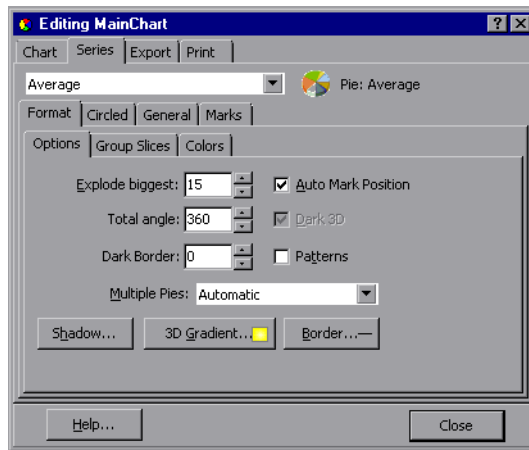 Editing MainChart
Chart Series Export Print
Average Pie: Average
Format Circled General Marks
Options Group Slices Colors
Explode biggest: 15 Auto Mark Position
Total angle: 360 Dark 3D
Dark Border: 0 Patterns
Multiple Pies: Automatic
Shadow... 3D Gradient... Border...
Help... Close